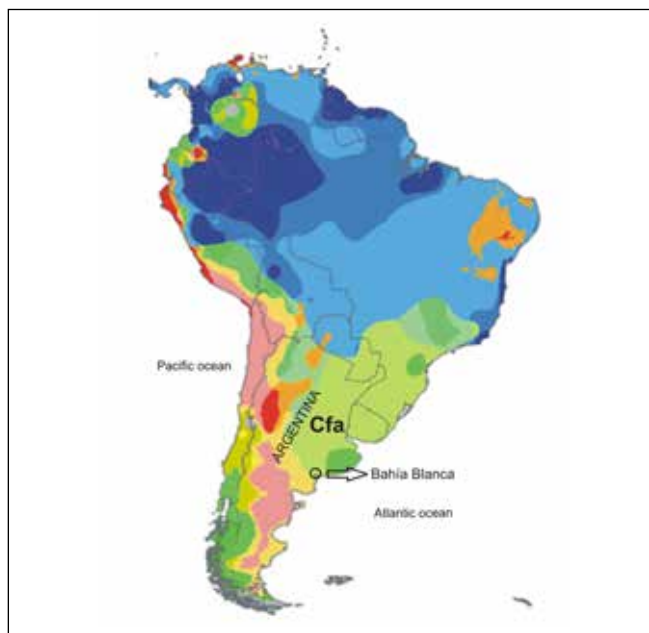 Pacific ocean
ARGENTINA
Cfa
Bahía Blanca
Atlantic ocean